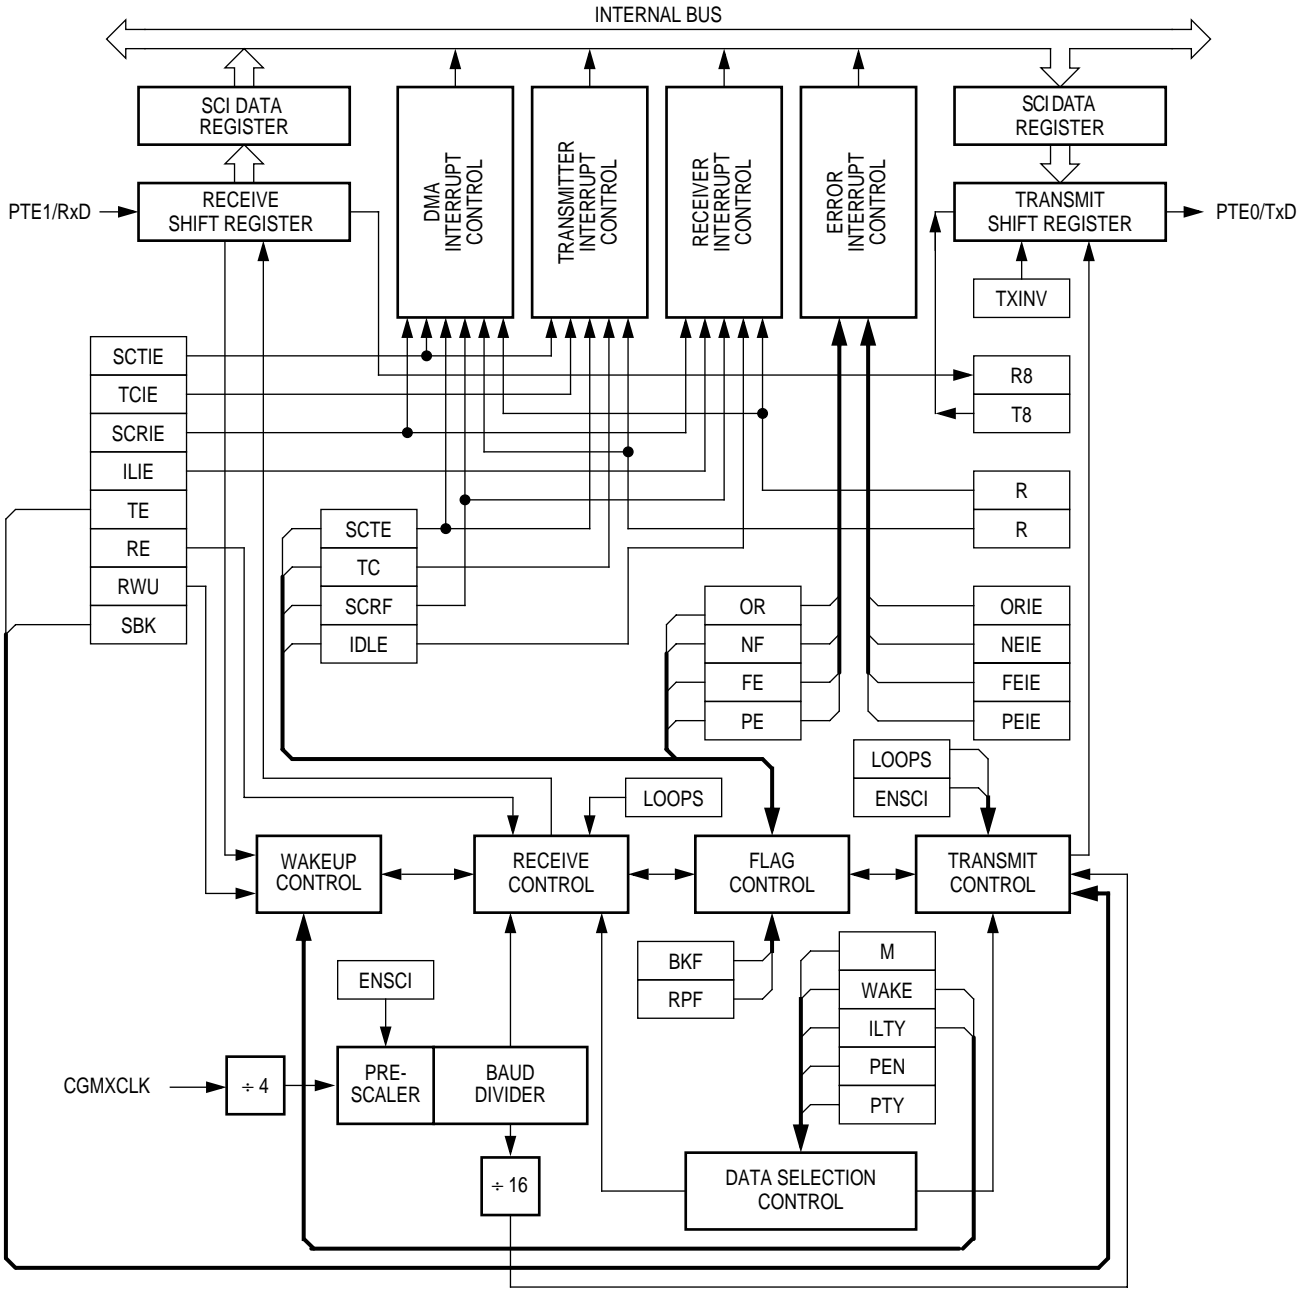 INTERNAL BUS
SCI DATA
REGISTER
DMA
INTERRUPT
CONTROL
TRANSMITTER
INTERRUPT
CONTROL
RECEIVER
INTERRUPT
CONTROL
ERROR
INTERRUPT
CONTROL
SCI DATA
REGISTER
PTE1/RxD
RECEIVE
SHIFT REGISTER
TRANSMIT
SHIFT REGISTER
PTE0/TxD
TXINV
SCTIE
TCIE
SCRIE
ILIE
TE
RE
RWU
SBK
R8
T8
R
R
SCTE
TC
SCRF
IDLE
OR
NF
FE
PE
ORIE
NEIE
FEIE
PEIE
LOOPS
ENSCI
LOOPS
WAKEUP
CONTROL
RECEIVE
CONTROL
FLAG
CONTROL
TRANSMIT
CONTROL
BKF
RPF
M
WAKE
ILTY
PEN
PTY
ENSCI
CGMXCLK
÷ 4
PRE-
SCALER
BAUD
DIVIDER
÷ 16
DATA SELECTION
CONTROL